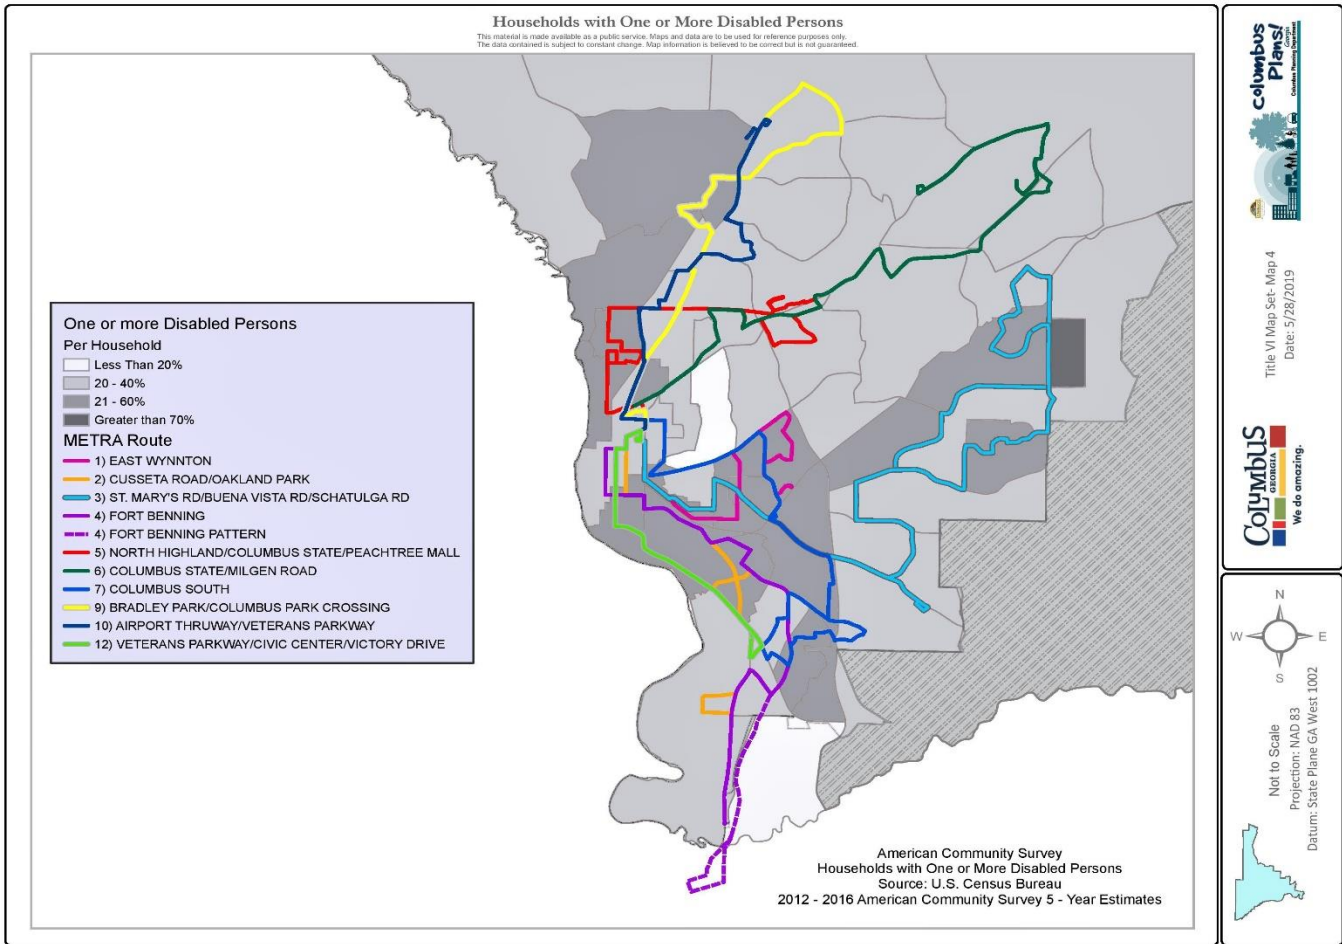 Households with One or More Disabled Persons
This material is made available as a public service. Maps and data are to be used for reference purposes only.
The data contained is subject to constant change. Map information is believed to be correct but is not guaranteed.
One or more Disabled Persons
Per Household
Less Than 20%
20 - 40%
21 - 60%
Greater than 70%
METRA Route
1) EAST WYNNTON
2) CUSSETA ROAD/OAKLAND PARK
3) ST. MARY'S RD/BUENA VISTA RD/SCHATULGA RD
4) FORT BENNING
4) FORT BENNING PATTERN
5) NORTH HIGHLAND/COLUMBUS STATE/PEACHTREE MALL
6) COLUMBUS STATE/MILGEN ROAD
7) COLUMBUS SOUTH
9) BRADLEY PARK/COLUMBUS PARK CROSSING
10) AIRPORT THRUWAY/VETERANS PARKWAY
12) VETERANS PARKWAY/CIVIC CENTER/VICTORY DRIVE
American Community Survey
Households with One or More Disabled Persons
Source: U.S. Census Bureau
2012 - 2016 American Community Survey 5 - Year Estimates
Columbus
Plans!
Georgia
Columbus Planning Department
Title VI Map Set- Map 4
Date: 5/28/2019
COLUMBUS
GEORGIA
We do amazing.
N
W
E
S
Not to Scale
Projection: NAD 83
Datum: State Plane GA West 1002